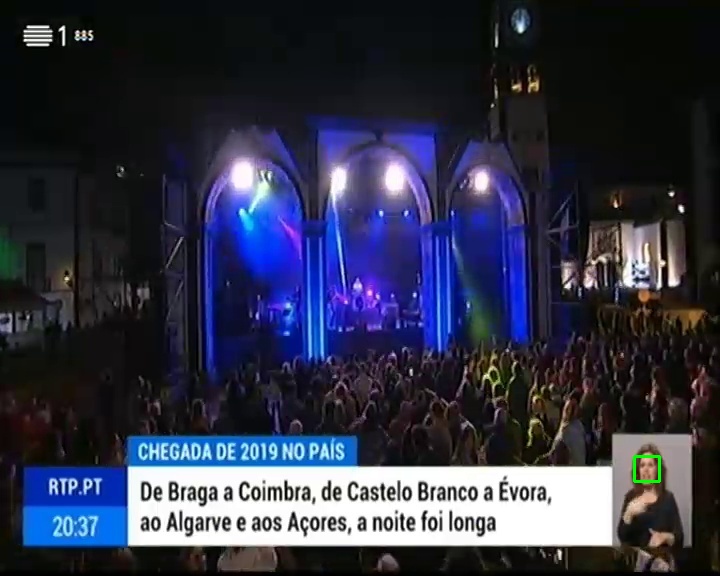 1 885
CHEGADA DE 2019 NO PAÍS
RTP.PT
De Braga a Coimbra, de Castelo Branco a Évora,
20:37
ao Algarve e aos Açores, a noite foi longa